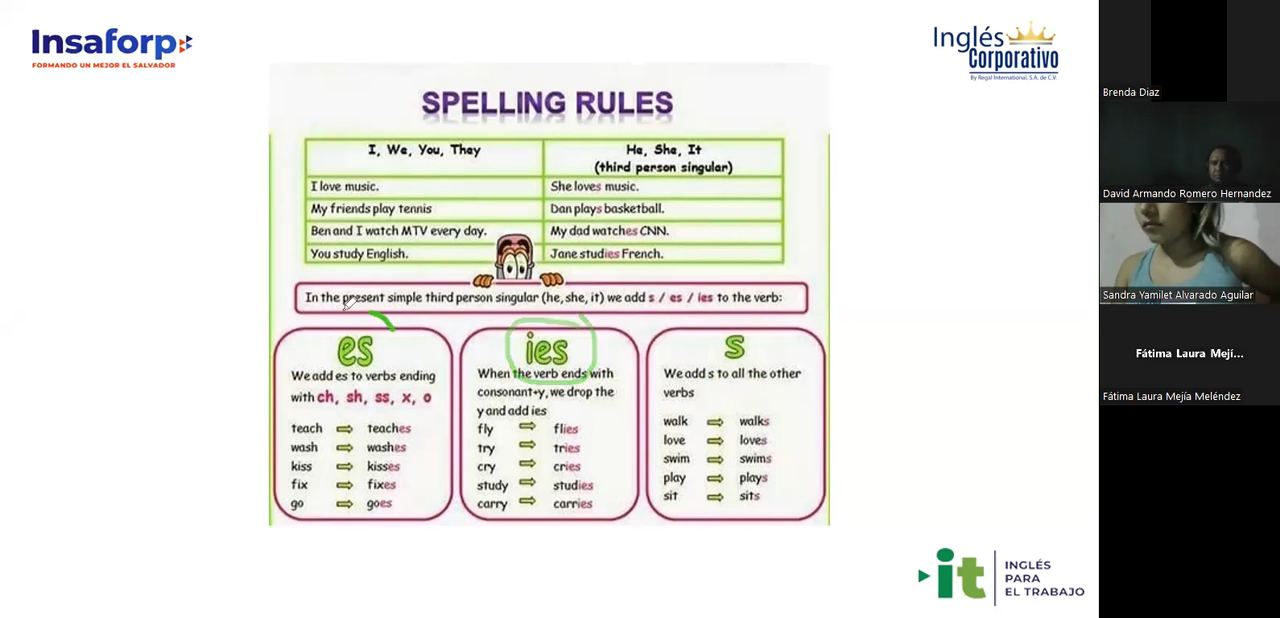 Insaforp
FORMANDO UN MEJOR EL SALVADOR
Inglés
Corporativo
By Regal International, S.A. de C.V.
SPELLING RULES
I, We, You, They
He, She, It
(third person singular)
I love music.
She loves music.
My friends play tennis
Dan plays basketball.
Ben and I watch MTV every day.
My dad watches CNN.
You study English.
Jane studies French.
In the present simple third person singular (he, she, it) we add s / es / ies to the verb:
es
We add es to verbs ending
with ch, sh, ss, x, o
teach teaches
wash washes
kiss kisses
fix fixes
go goes
ies
When the verb ends with
consonant+y, we drop the
y and add ies
fly flies
try tries
cry cries
study studies
carry carries
s
We add s to all the other
verbs
walk walks
love loves
swim swims
play plays
sit sits
it
INGLÉS
PARA
EL TRABAJO
Brenda Diaz
David Armando Romero Hernandez
Sandra Yamilet Alvarado Aguilar
Fátima Laura Mejí...
Fátima Laura Mejía Meléndez